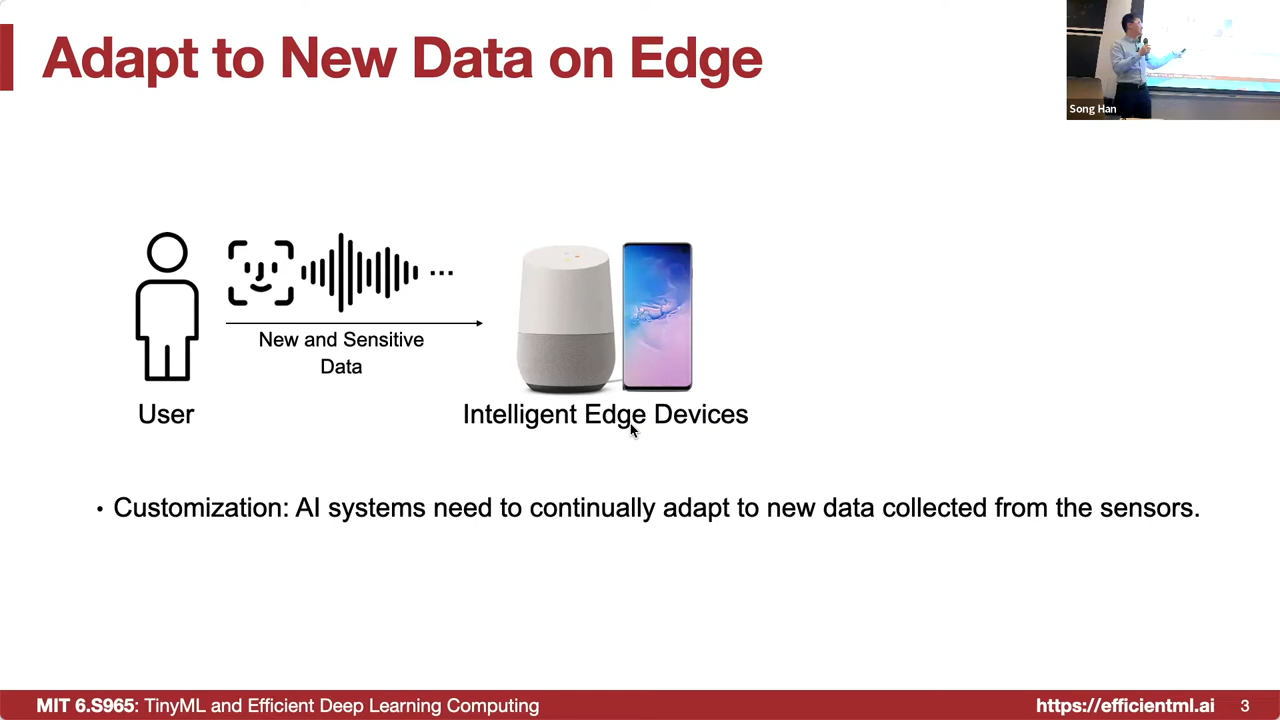 Adapt to New Data on Edge
Song Han
...
New and Sensitive
Data
User
Intelligent Edge Devices
• Customization: AI systems need to continually adapt to new data collected from the sensors.
MIT 6.S965: TinyML and Efficient Deep Learning Computing
https://efficientml.ai
3